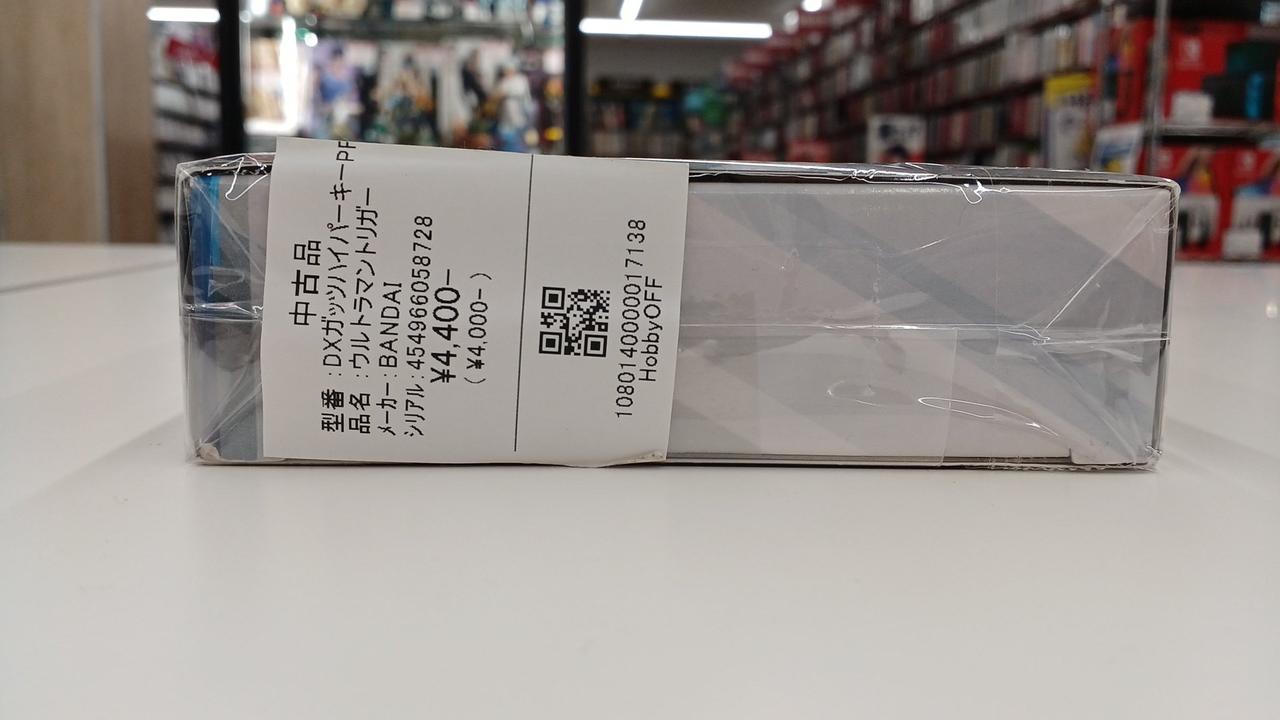 中古品
型番 :DXガッツハイパーキーPR
品名 :ウルトラマントリガー
メーカー:BANDAI
シリアル:4549660587 28
¥4,400-
(¥4,000-)
1080140000017138
HobbyOFF